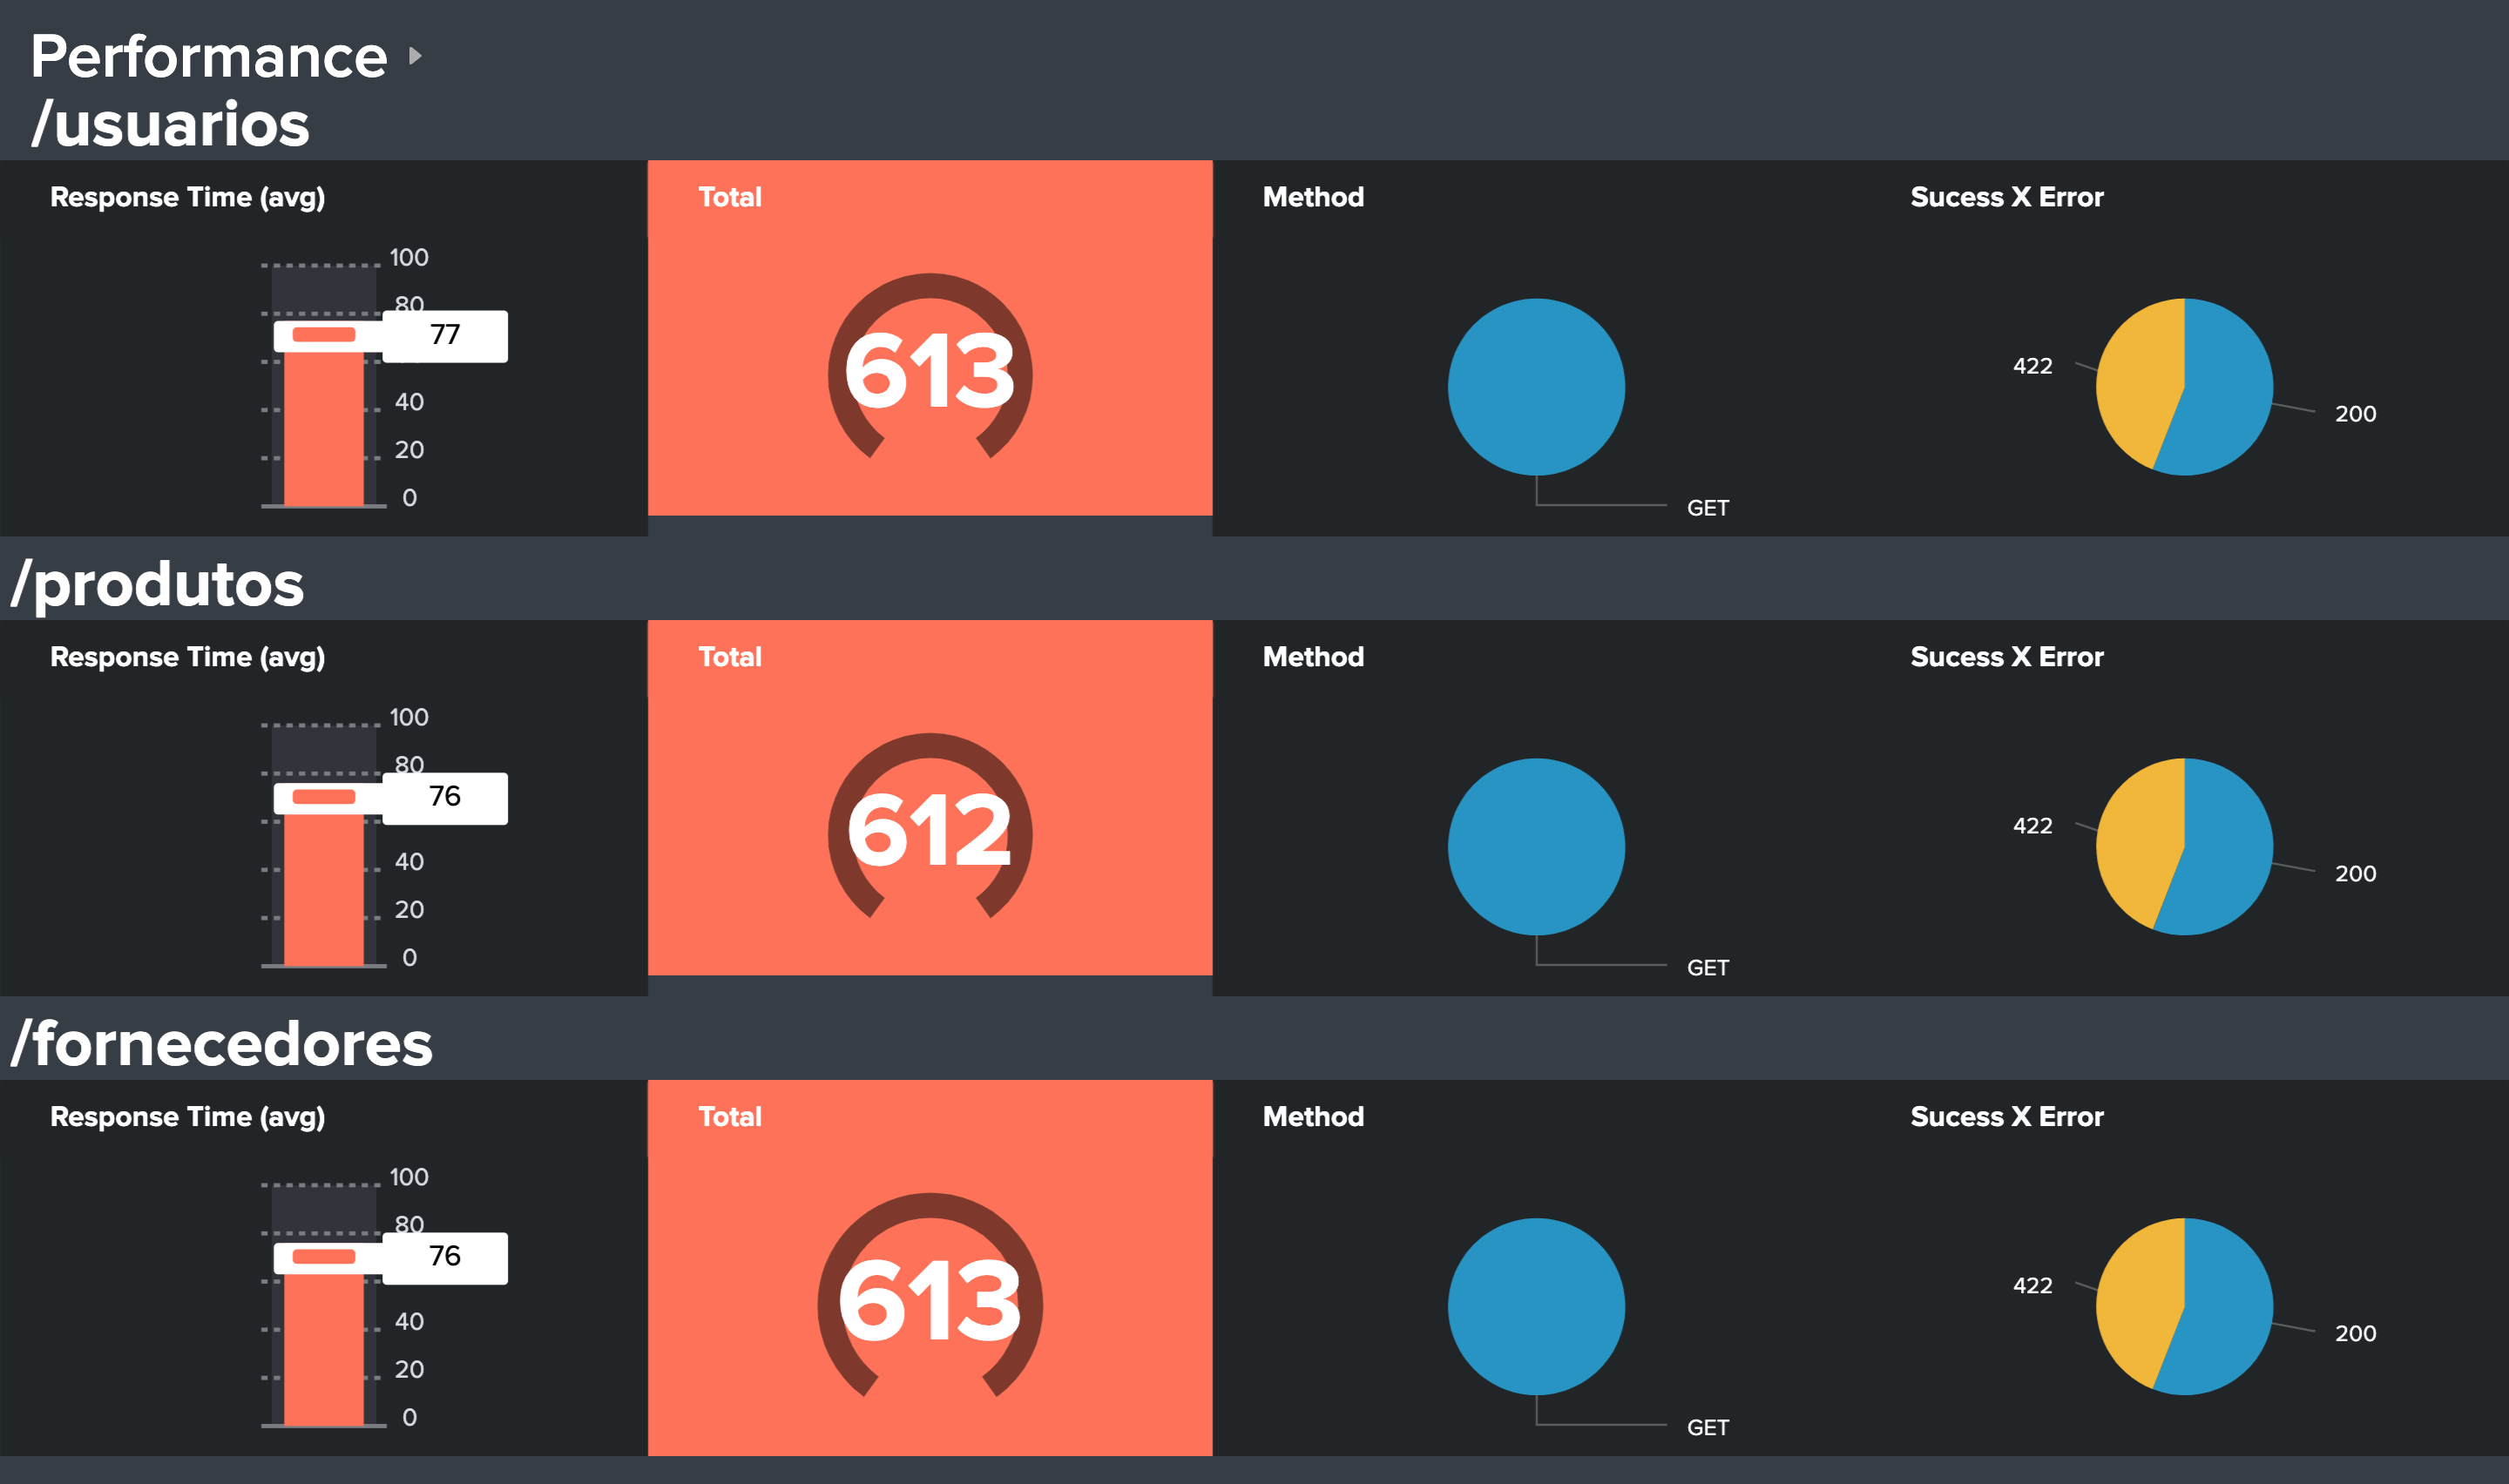 Performance
/usuarios
Response Time (avg)
Total
Method
Sucess X Error
100
80
77
40
20
0
613
GET
422
200
/produtos
Response Time (avg)
Total
Method
Sucess X Error
100
80
76
40
20
0
612
GET
422
200
/fornecedores
Response Time (avg)
Total
Method
Sucess X Error
100
80
76
40
20
0
613
GET
422
200